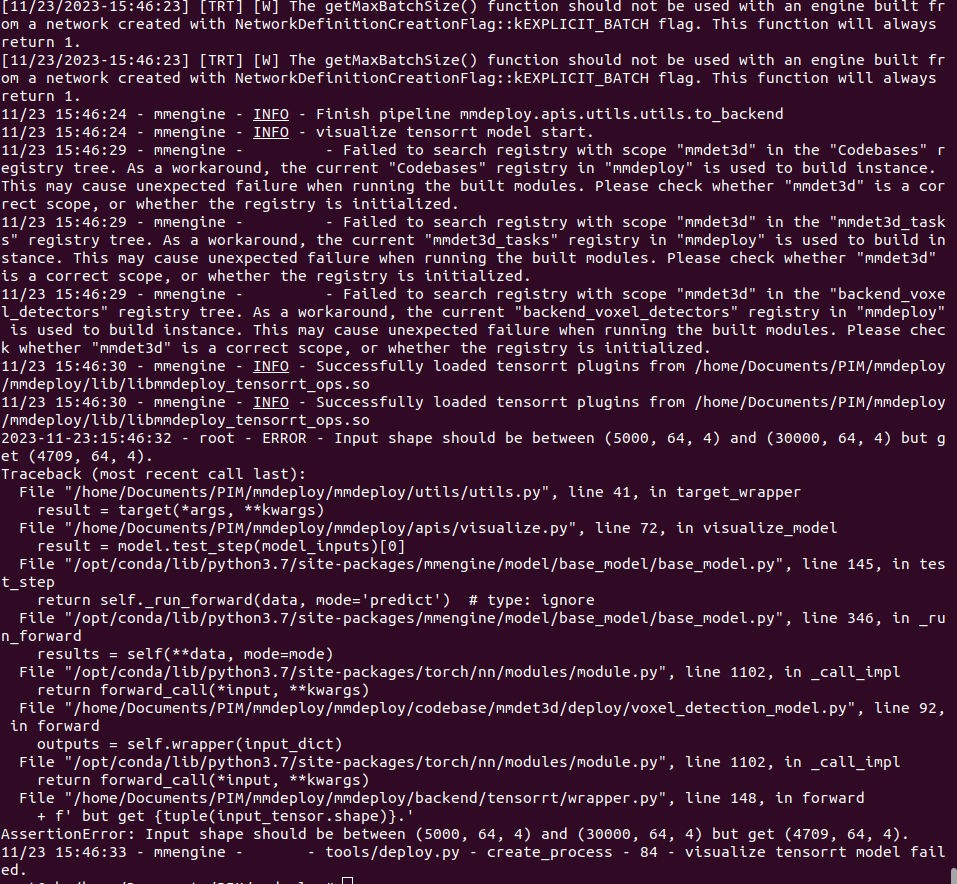 [11/23/2023-15:46:23] [TRT] [W] The getMaxBatchSize() function should not be used with an engine built fr
om a network created with NetworkDefinitionCreationFlag::kEXPLICIT_BATCH flag. This function will always
return 1.
[11/23/2023-15:46:23] [TRT] [W] The getMaxBatchSize() function should not be used with an engine built fr
om a network created with NetworkDefinitionCreationFlag::kEXPLICIT_BATCH flag. This function will always
return 1.
11/23 15:46:24 - mmengine - INFO - Finish pipeline mmdeploy.apis.utils.utils.to_backend
11/23 15:46:24 - mmengine - INFO - visualize tensorrt model start.
11/23 15:46:29 - mmengine -         - Failed to search registry with scope "mmdet3d" in the "Codebases" r
egistry tree. As a workaround, the current "Codebases" registry in "mmdeploy" is used to build instance.
This may cause unexpected failure when running the built modules. Please check whether "mmdet3d" is a cor
rect scope, or whether the registry is initialized.
11/23 15:46:29 - mmengine -         - Failed to search registry with scope "mmdet3d" in the "mmdet3d_task
s" registry tree. As a workaround, the current "mmdet3d_tasks" registry in "mmdeploy" is used to build in
stance. This may cause unexpected failure when running the built modules. Please check whether "mmdet3d"
is a correct scope, or whether the registry is initialized.
11/23 15:46:29 - mmengine -         - Failed to search registry with scope "mmdet3d" in the "backend_voxe
l_detectors" registry tree. As a workaround, the current "backend_voxel_detectors" registry in "mmdeploy"
 is used to build instance. This may cause unexpected failure when running the built modules. Please chec
k whether "mmdet3d" is a correct scope, or whether the registry is initialized.
11/23 15:46:30 - mmengine - INFO - Successfully loaded tensorrt plugins from /home/Documents/PIM/mmdeploy
/mmdeploy/lib/libmmdeploy_tensorrt_ops.so
11/23 15:46:30 - mmengine - INFO - Successfully loaded tensorrt plugins from /home/Documents/PIM/mmdeploy
/mmdeploy/lib/libmmdeploy_tensorrt_ops.so
2023-11-23:15:46:32 - root - ERROR - Input shape should be between (5000, 64, 4) and (30000, 64, 4) but g
et (4709, 64, 4).
Traceback (most recent call last):
  File "/home/Documents/PIM/mmdeploy/mmdeploy/utils/utils.py", line 41, in target_wrapper
    result = target(*args, **kwargs)
  File "/home/Documents/PIM/mmdeploy/mmdeploy/apis/visualize.py", line 72, in visualize_model
    result = model.test_step(model_inputs)[0]
  File "/opt/conda/lib/python3.7/site-packages/mmengine/model/base_model/base_model.py", line 145, in tes
t_step
    return self._run_forward(data, mode='predict')  # type: ignore
  File "/opt/conda/lib/python3.7/site-packages/mmengine/model/base_model/base_model.py", line 346, in _ru
n_forward
    results = self(**data, mode=mode)
  File "/opt/conda/lib/python3.7/site-packages/torch/nn/modules/module.py", line 1102, in _call_impl
    return forward_call(*input, **kwargs)
  File "/home/Documents/PIM/mmdeploy/mmdeploy/codebase/mmdet3d/deploy/voxel_detection_model.py", line 92,
 in forward
    outputs = self.wrapper(input_dict)
  File "/opt/conda/lib/python3.7/site-packages/torch/nn/modules/module.py", line 1102, in _call_impl
    return forward_call(*input, **kwargs)
  File "/home/Documents/PIM/mmdeploy/mmdeploy/backend/tensorrt/wrapper.py", line 148, in forward
    + f' but get {tuple(input_tensor.shape)}.'
AssertionError: Input shape should be between (5000, 64, 4) and (30000, 64, 4) but get (4709, 64, 4).
11/23 15:46:33 - mmengine -       - tools/deploy.py - create_process - 84 - visualize tensorrt model fail
ed.